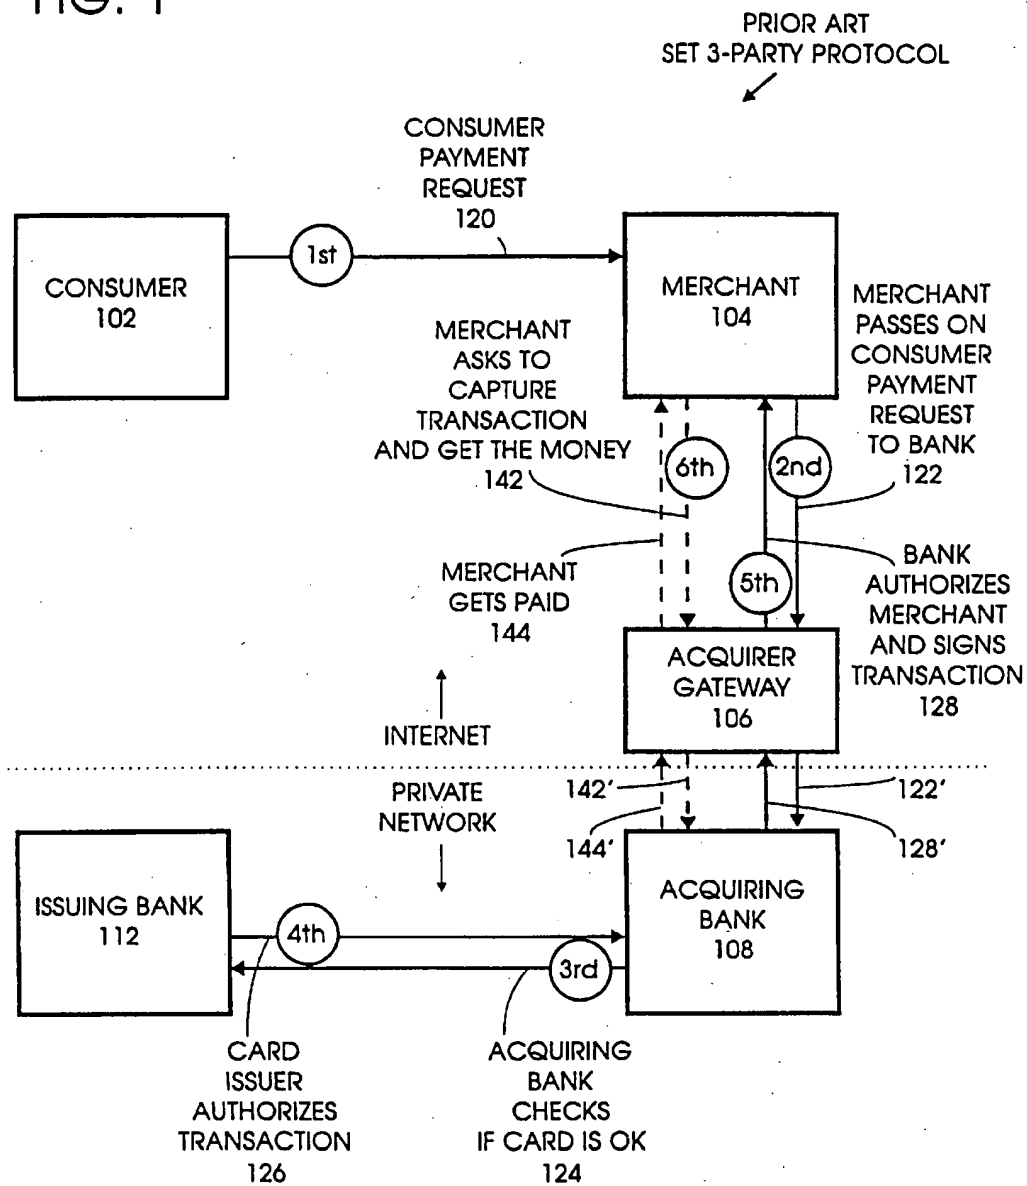 FIG. 1
PRIOR ART
SET 3-PARTY PROTOCOL
CONSUMER
PAYMENT
REQUEST
120
1st
CONSUMER
102
MERCHANT
104
MERCHANT
PASSES ON
CONSUMER
PAYMENT
REQUEST
TO BANK
122
MERCHANT
ASKS TO
CAPTURE
TRANSACTION
AND GET THE MONEY
142
6th
2nd
5th
MERCHANT
GETS PAID
144
BANK
AUTHORIZES
MERCHANT
AND SIGNS
TRANSACTION
128
ACQUIRER
GATEWAY
106
INTERNET
PRIVATE
NETWORK
142'
144'
122'
128'
ISSUING BANK
112
4th
3rd
ACQUIRING
BANK
108
CARD
ISSUER
AUTHORIZES
TRANSACTION
126
ACQUIRING
BANK
CHECKS
IF CARD IS OK
124